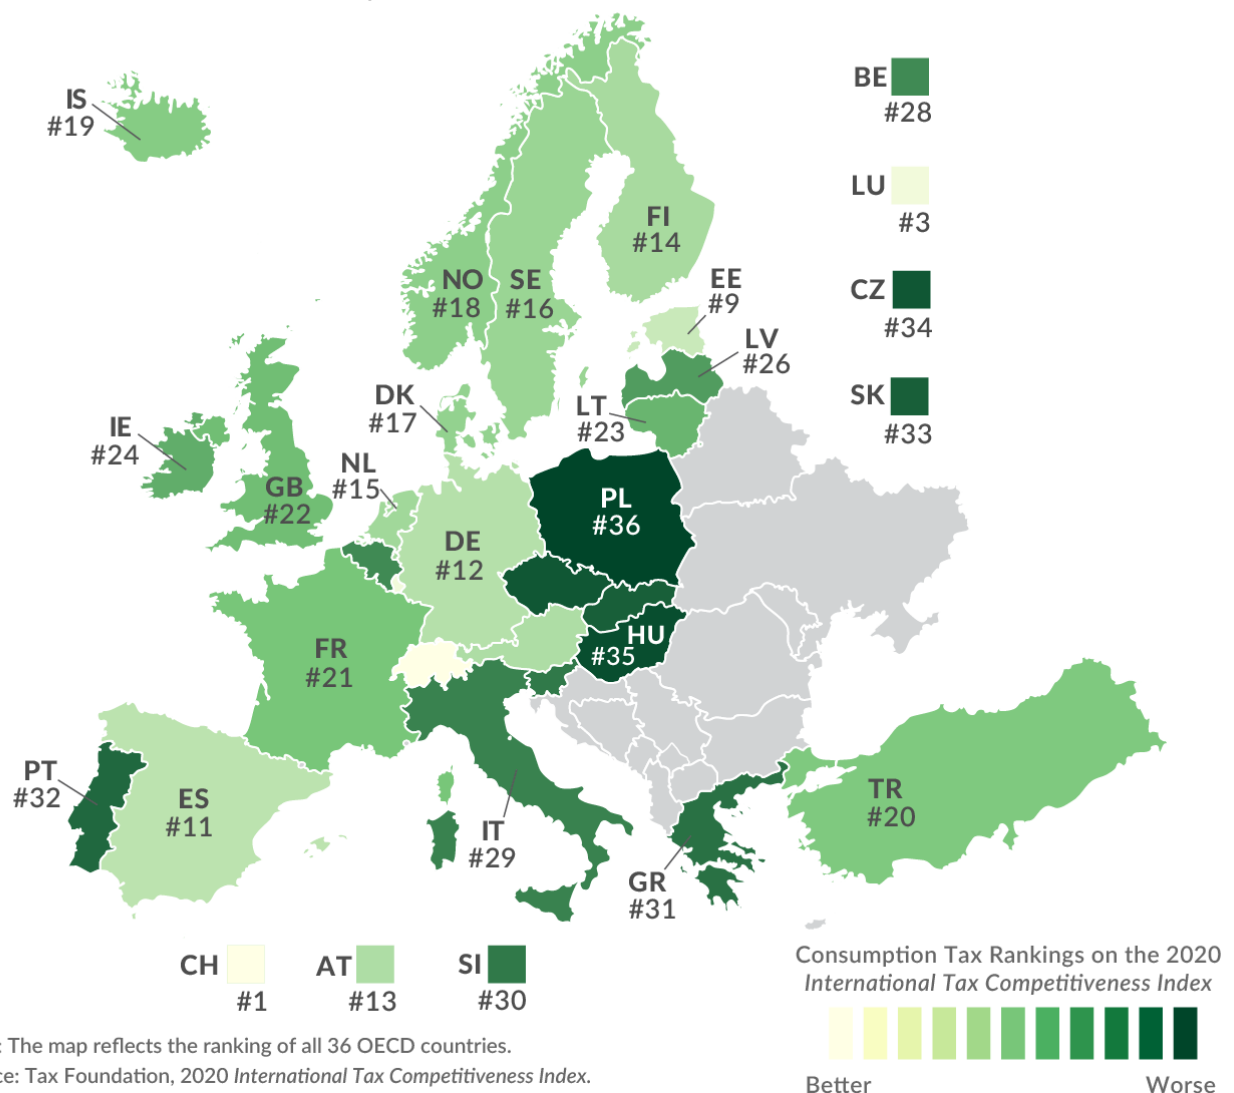 IS
#19
BE
#28
LU
#3
FI
#14
EE
#9
NO
#18
SE
#16
CZ
#34
LV
#26
DK
#17
LT
#23
SK
#33
IE
#24
NL
#15
GB
#22
PL
#36
DE
#12
FR
#21
HU
#35
PT
#32
ES
#11
TR
#20
IT
#29
GR
#31
CH
#1
AT
#13
SI
#30
Consumption Tax Rankings on the 2020
International Tax Competitiveness Index
Better
Worse
: The map reflects the ranking of all 36 OECD countries.
ce: Tax Foundation, 2020 International Tax Competitiveness Index.